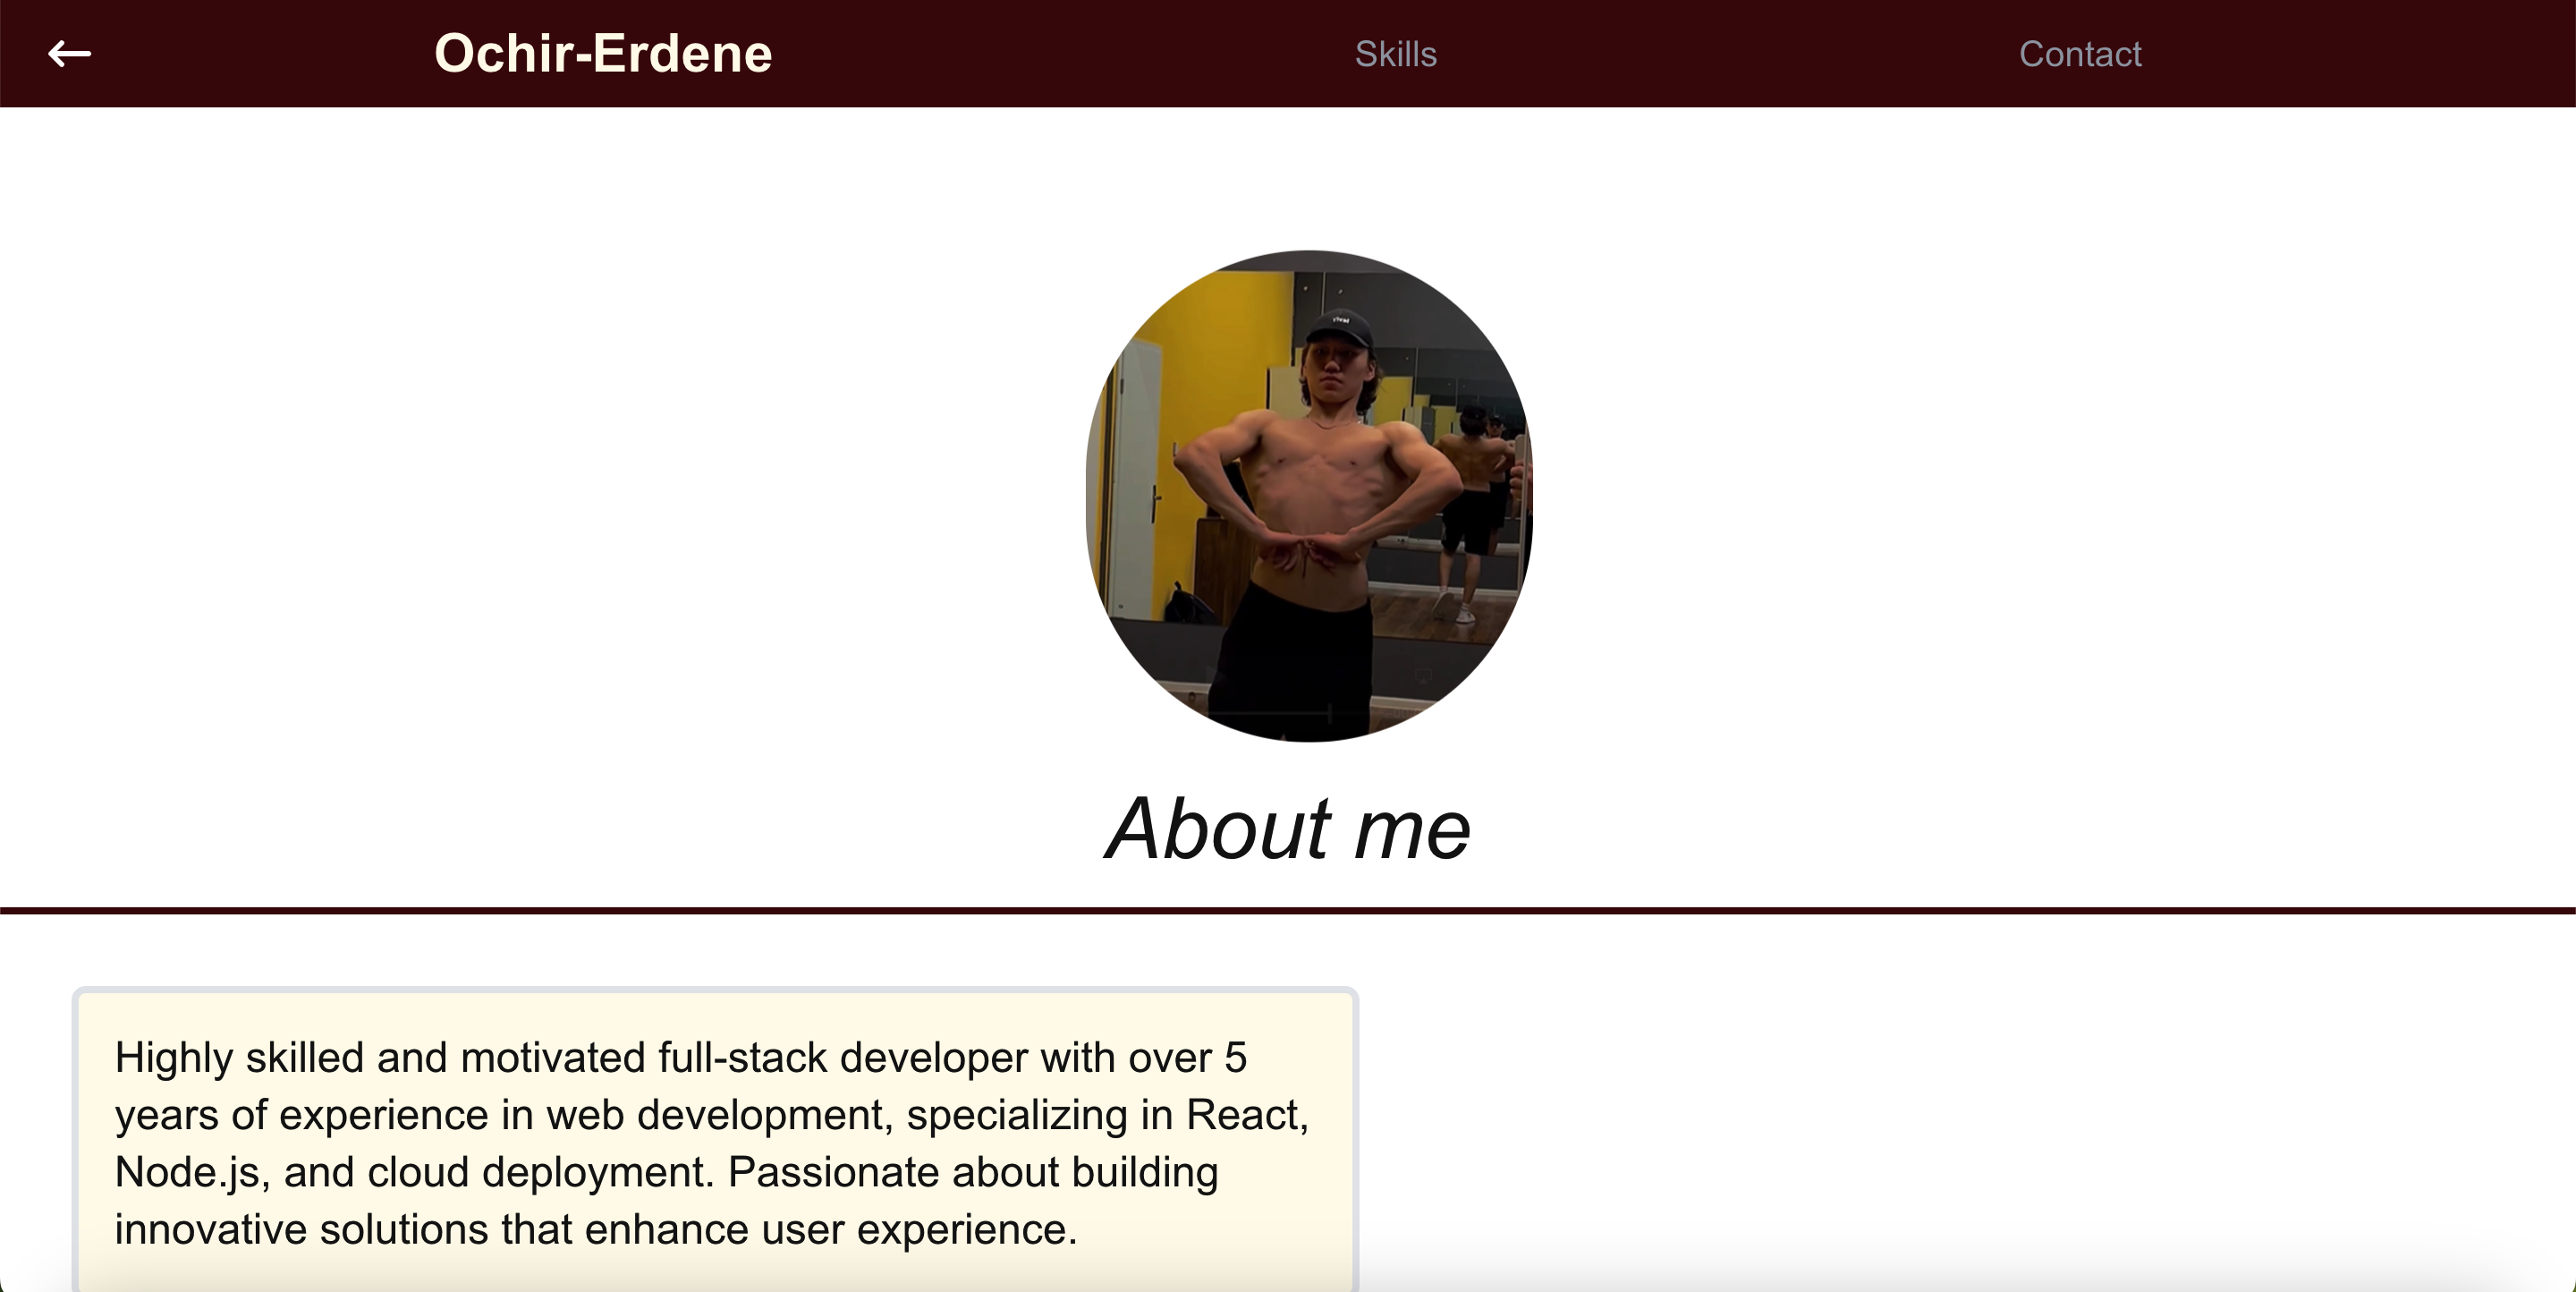 Ochir-Erdene
Skills
Contact
About me
Highly skilled and motivated full-stack developer with over 5
years of experience in web development, specializing in React,
Node.js, and cloud deployment. Passionate about building
innovative solutions that enhance user experience.